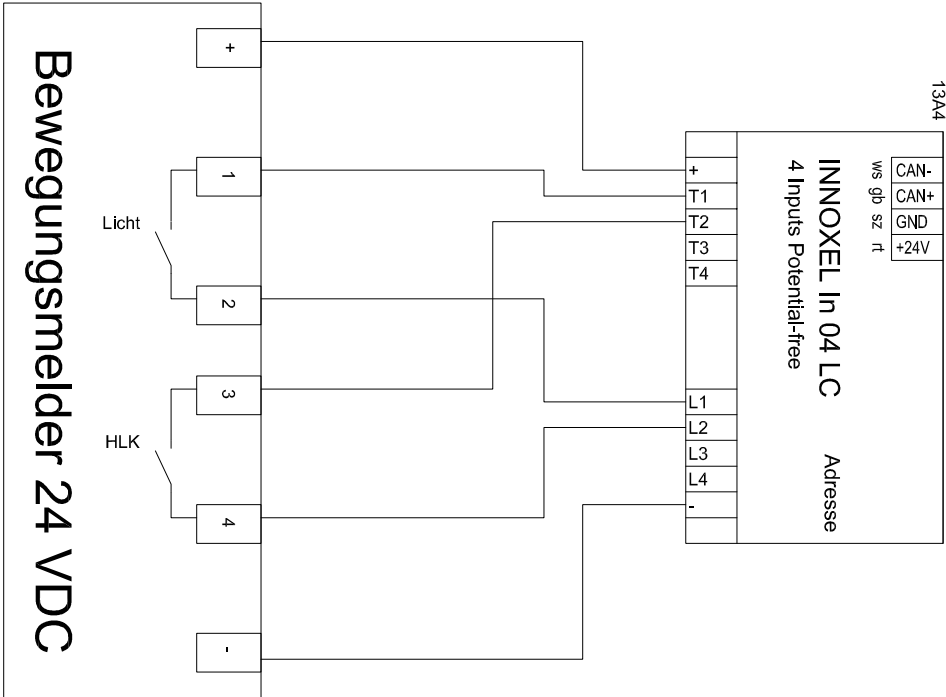 Bewegungsmelder 24 VDC
+
1
Licht
2
3
HLK
4
-
13A4
INNOXEL In 04 LC
4 Inputs Potential-free
Adresse
ws CAN-
gb CAN+
sz GND
rt +24V
+
T1
T2
T3
T4
L1
L2
L3
L4
-